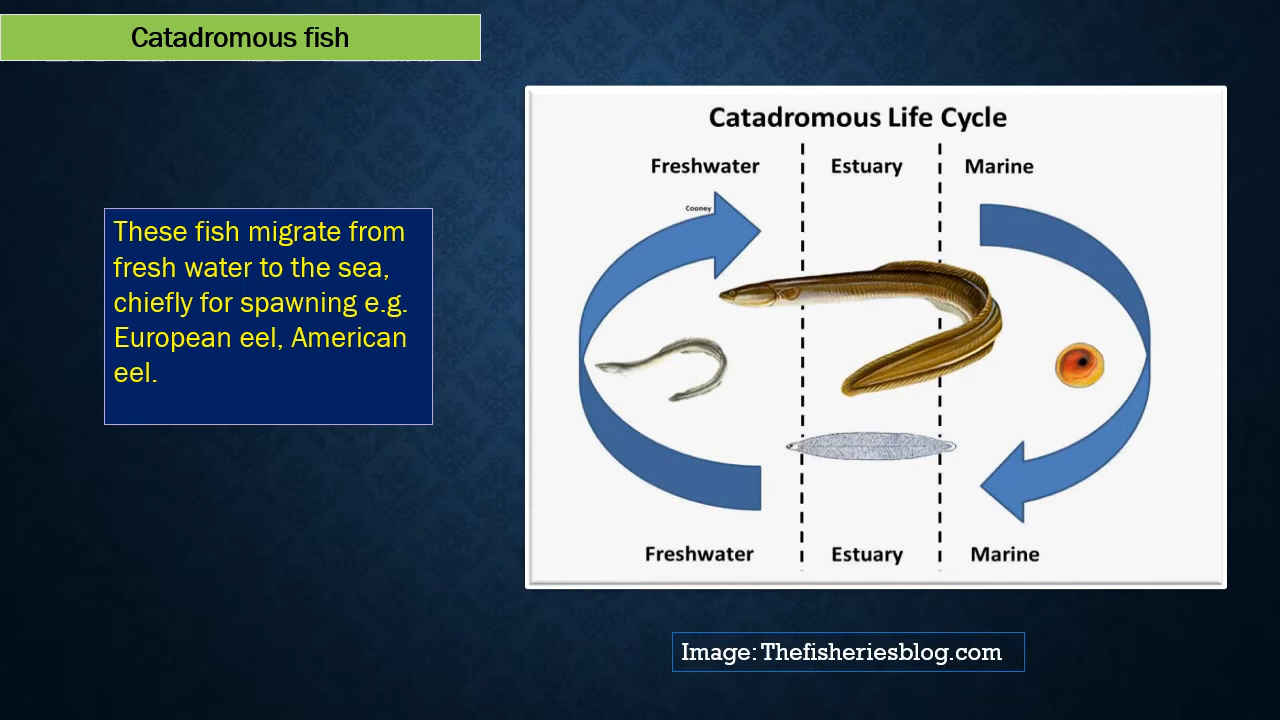 Catadromous fish
These fish migrate from
fresh water to the sea,
chiefly for spawning e.g.
European eel, American
eel.
Catadromous Life Cycle
Freshwater Estuary Marine
Cooney
Freshwater Estuary Marine
Image: Thefisheriesblog.com